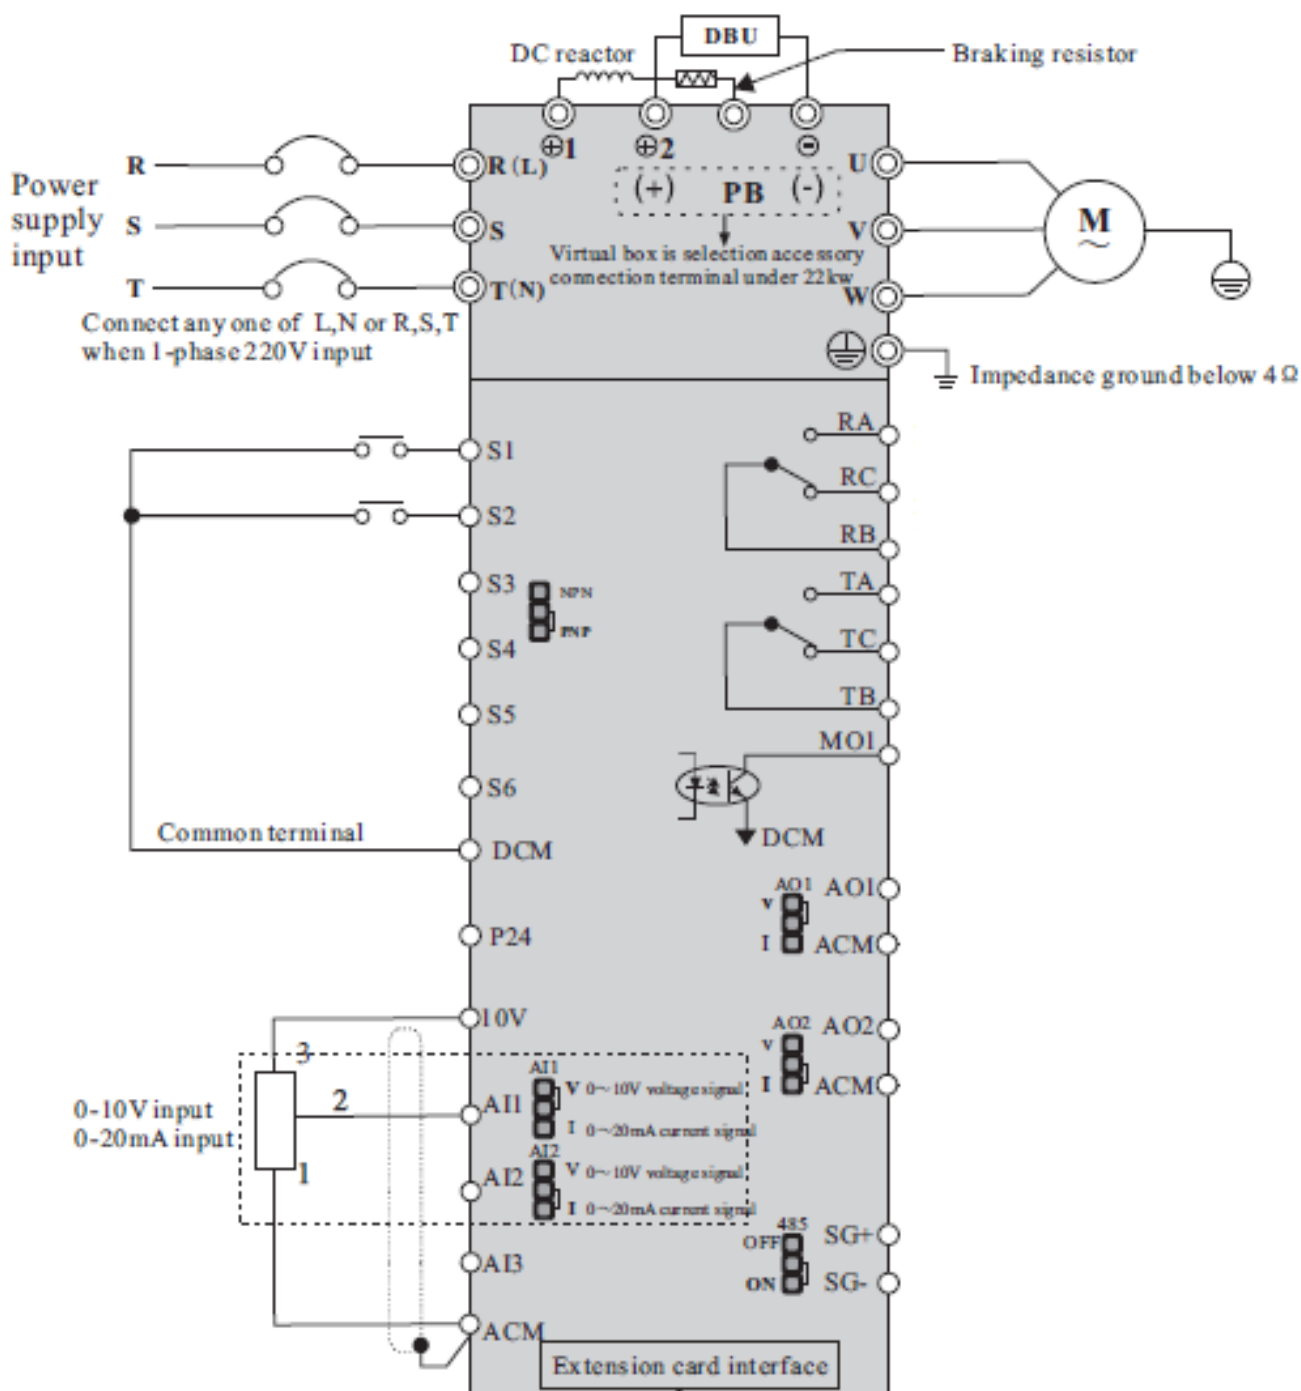 DBU
DC reactor
Braking resistor
⊕1 ⊕2 ⊖
(+) PB (-)
Virtual box is selection accessory
connection terminal under 22kw
Power
supply
input
R
S
T
R(L)
S
T(N)
Connect any one of L,N or R,S,T
when 1-phase 220V input
U
V
W
M
~
Impedance ground below 4Ω
S1
S2
S3
S4
S5
S6
NPN
PNP
Common terminal
DCM
P24
10V
3
2
1
0-10V input
0-20mA input
AI1
AI1
V 0~10V voltage signal
I 0~20mA current signal
AI2
AI2
V 0~10V voltage signal
I 0~20mA current signal
AI3
ACM
RA
RC
RB
TA
TC
TB
MO1
DCM
AO1
V
I
AO1
ACM
AO2
V
I
AO2
ACM
485
OFF
ON
SG+
SG-
Extension card interface